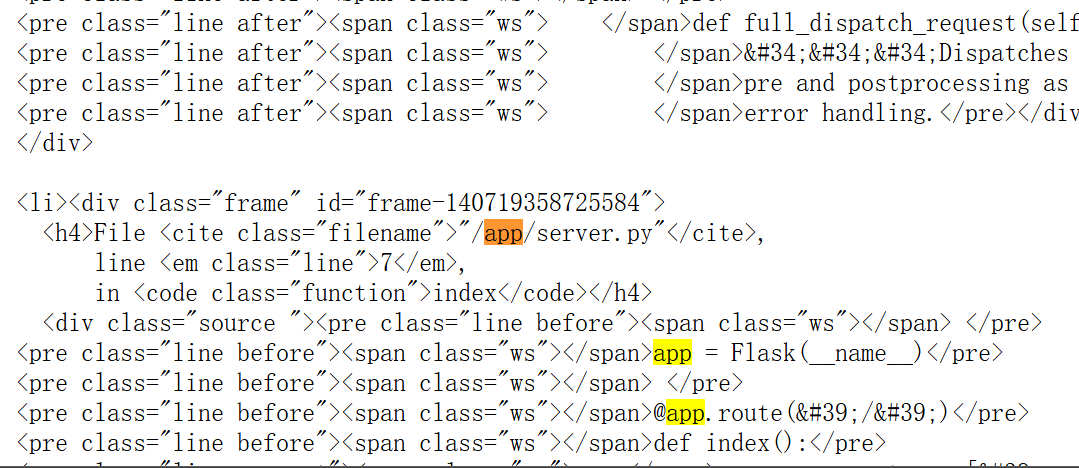 <pre class="line after"><span class="ws">    </span>def full_dispatch_request(self
<pre class="line after"><span class="ws">        </span>&#34;&#34;&#34;Dispatches
<pre class="line after"><span class="ws">        </span>pre and postprocessing as
<pre class="line after"><span class="ws">        </span>error handling.</pre></div
</div>

<li><div class="frame" id="frame-140719358725584">
  <h4>File <cite class="filename">"/app/server.py"</cite>,
      line <em class="line">7</em>,
      in <code class="function">index</code></h4>
  <div class="source "><pre class="line before"><span class="ws"></span> </pre>
<pre class="line before"><span class="ws"></span>app = Flask(__name__)</pre>
<pre class="line before"><span class="ws"></span> </pre>
<pre class="line before"><span class="ws"></span>@app.route(&#39;/&#39;)</pre>
<pre class="line before"><span class="ws"></span>def index():</pre>